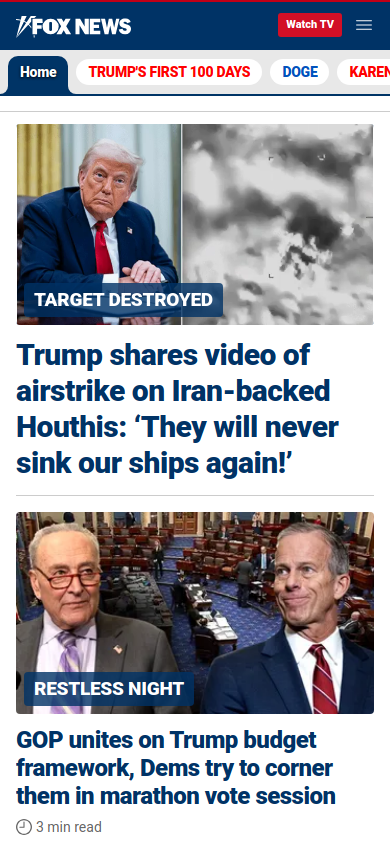 FOX NEWS
Watch TV
Home
TRUMP'S FIRST 100 DAYS
DOGE
KAREN
TARGET DESTROYED
Trump shares video of
airstrike on Iran-backed
Houthis: ‘They will never
sink our ships again!’
RESTLESS NIGHT
GOP unites on Trump budget
framework, Dems try to corner
them in marathon vote session
3 min read